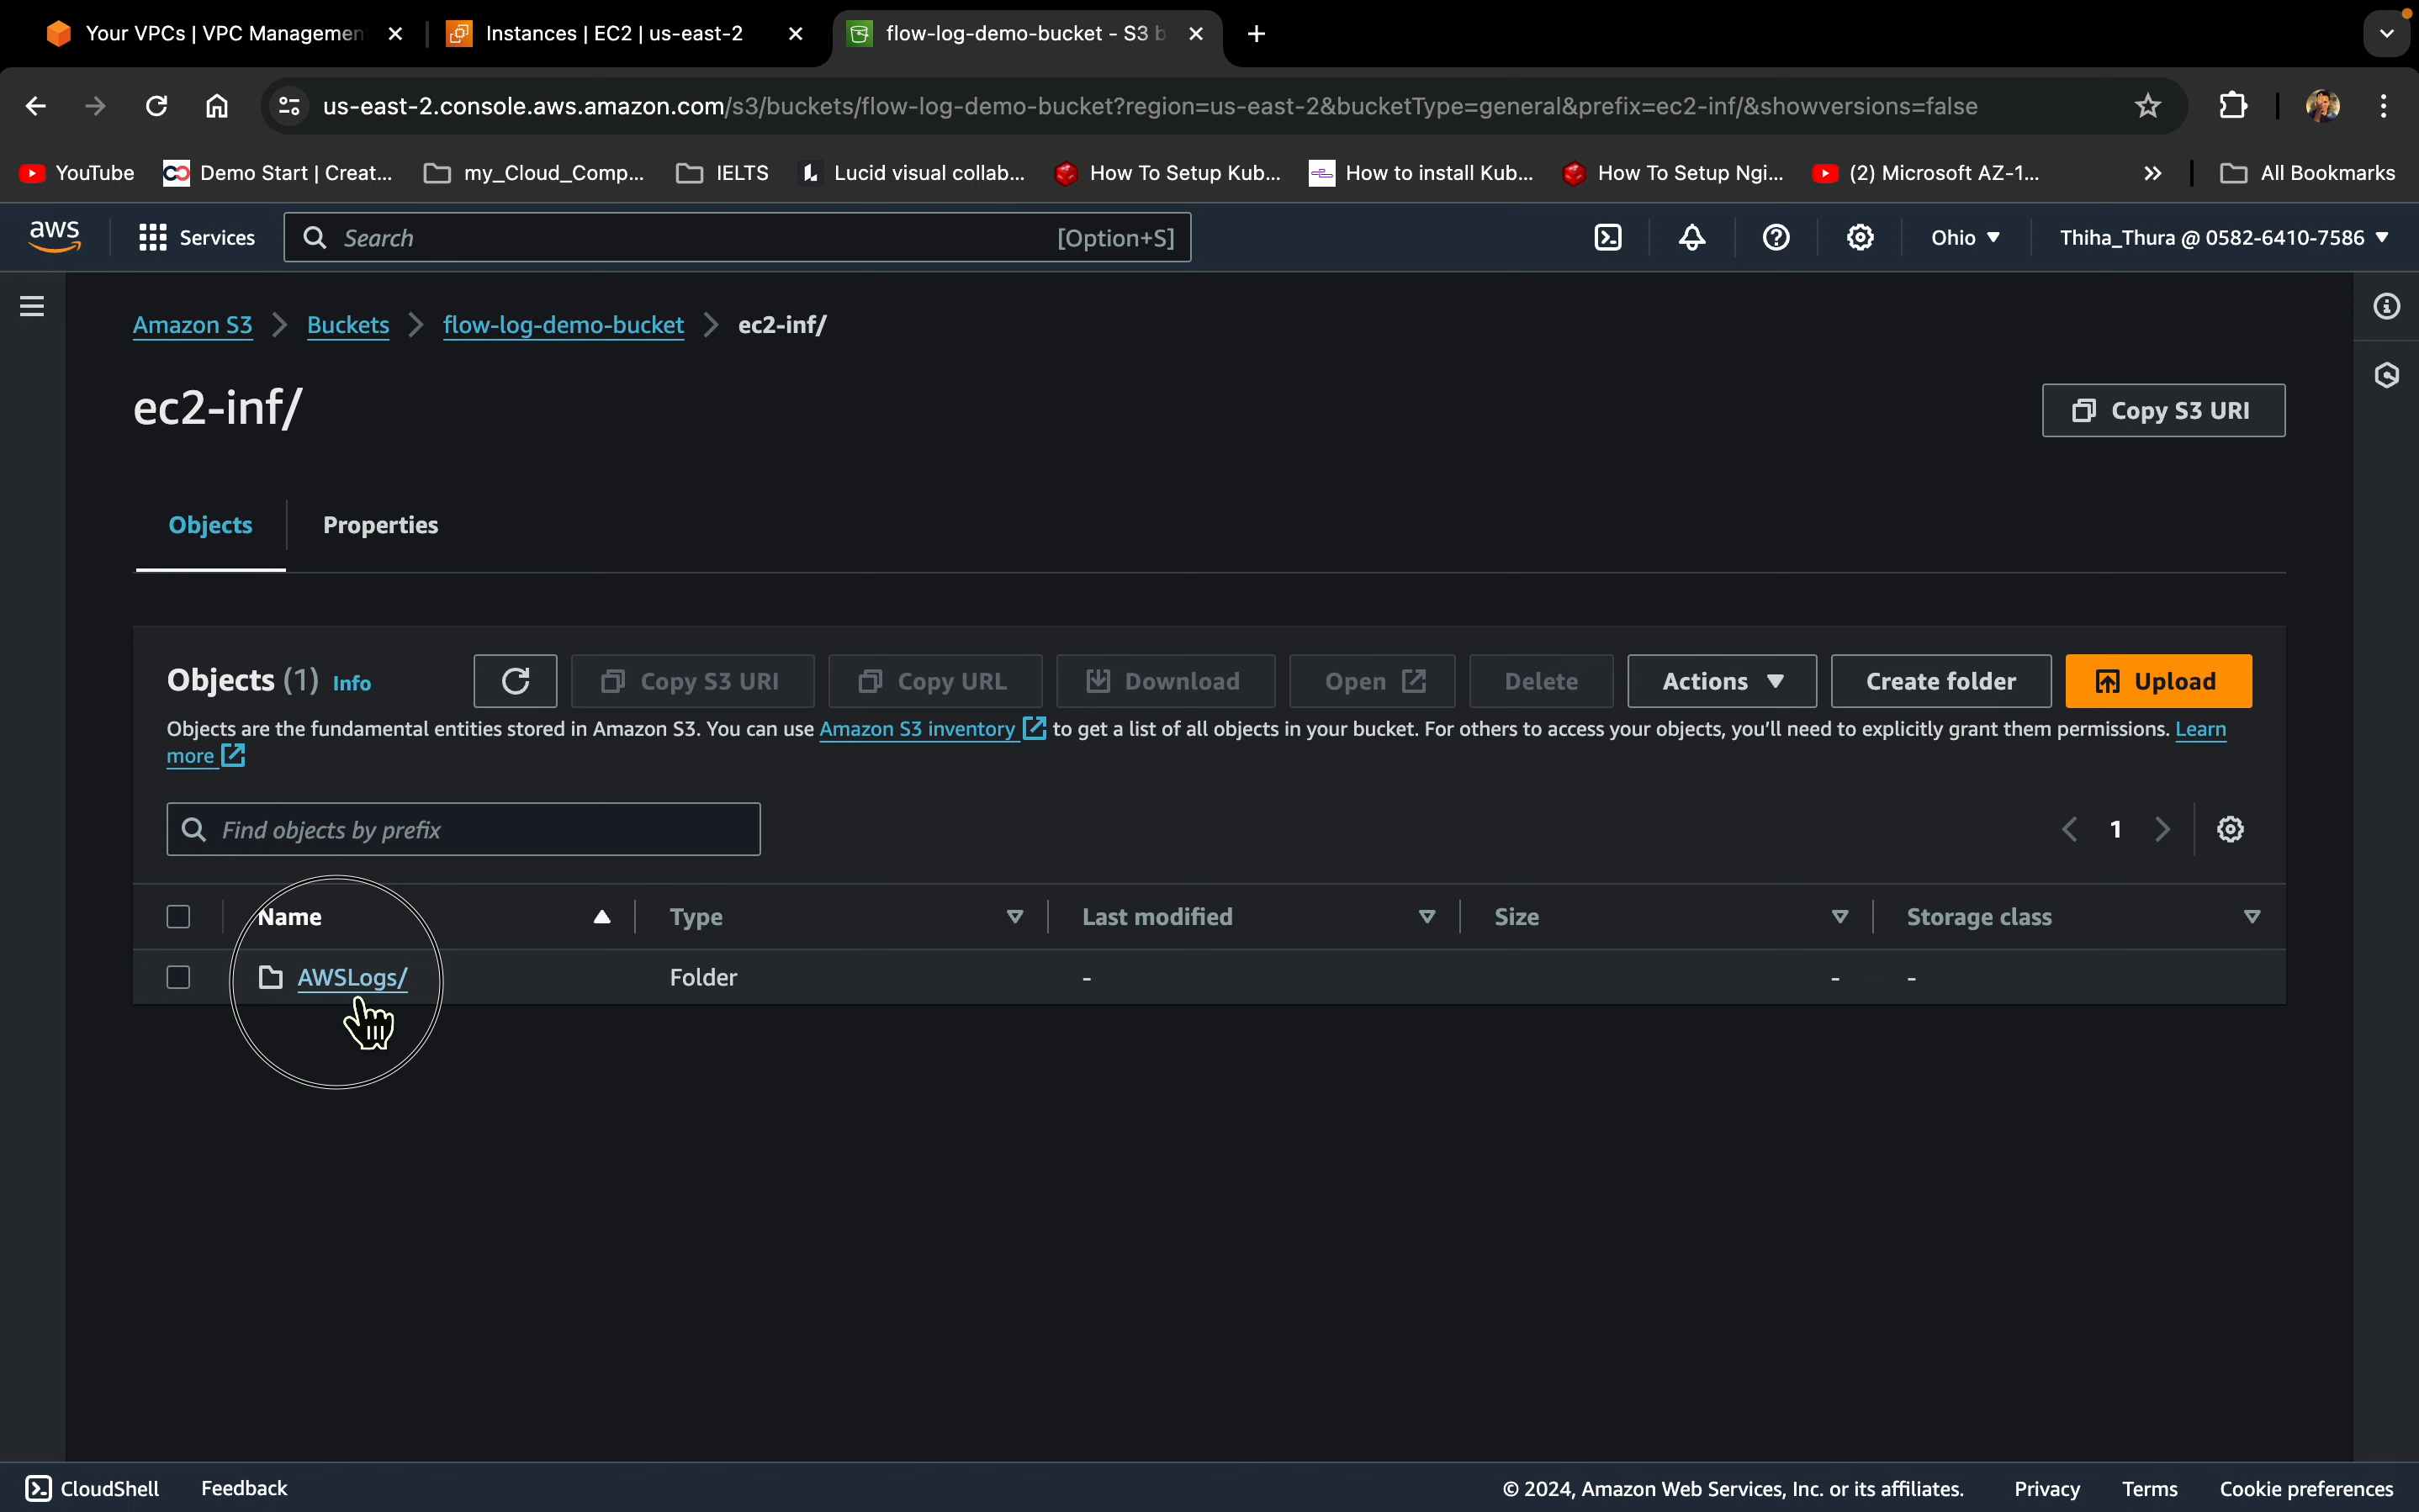 Your VPCs | VPC Managemen
Instances | EC2 | us-east-2
flow-log-demo-bucket - S3 b
us-east-2.console.aws.amazon.com/s3/buckets/flow-log-demo-bucket?region=us-east-2&bucketType=general&prefix=ec2-inf/&showversions=false
YouTube
Demo Start | Creat...
my_Cloud_Comp...
IELTS
Lucid visual collab...
How To Setup Kub...
How to install Kub...
How To Setup Ngi...
(2) Microsoft AZ-1...
All Bookmarks
aws
Services
Search
[Option+S]
Ohio
Thiha_Thura @ 0582-6410-7586
Amazon S3
Buckets
flow-log-demo-bucket
ec2-inf/
ec2-inf/
Copy S3 URI
Objects
Properties
Objects (1) Info
Copy S3 URI
Copy URL
Download
Open
Delete
Actions
Create folder
Upload
Objects are the fundamental entities stored in Amazon S3. You can use Amazon S3 inventory to get a list of all objects in your bucket. For others to access your objects, you'll need to explicitly grant them permissions. Learn
more
Find objects by prefix
1
Name
Type
Last modified
Size
Storage class
AWSLogs/
Folder
-
-
-
CloudShell
Feedback
© 2024, Amazon Web Services, Inc. or its affiliates.
Privacy
Terms
Cookie preferences